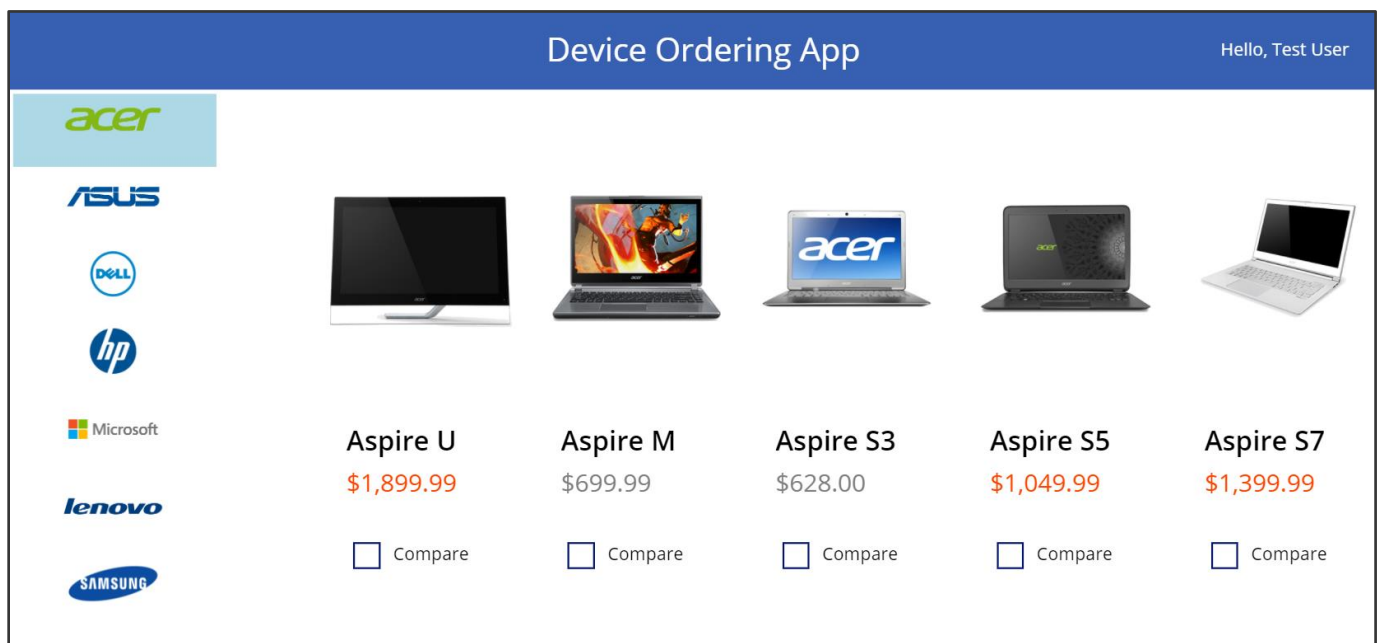 Device Ordering App
Hello, Test User
acer
ASUS
DELL
hp
Microsoft
lenovo
SAMSUNG
acer
acer
Aspire U
Aspire M
Aspire S3
Aspire S5
Aspire S7
$1,899.99
$699.99
$628.00
$1,049.99
$1,399.99
Compare
Compare
Compare
Compare
Compare